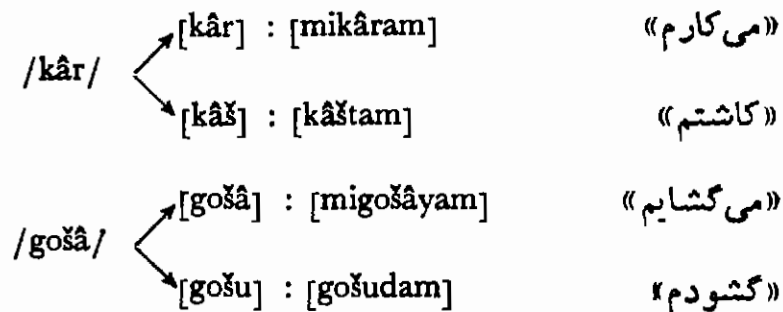 [kâr] : [mikâram] «می‌کارم»
/kâr/
[kâš] : [kâštam] «کاشتم»
[gošâ] : [migošâyam] «می‌گشایم»
/gošâ/
[gošu] : [gošudam] «گشودم»